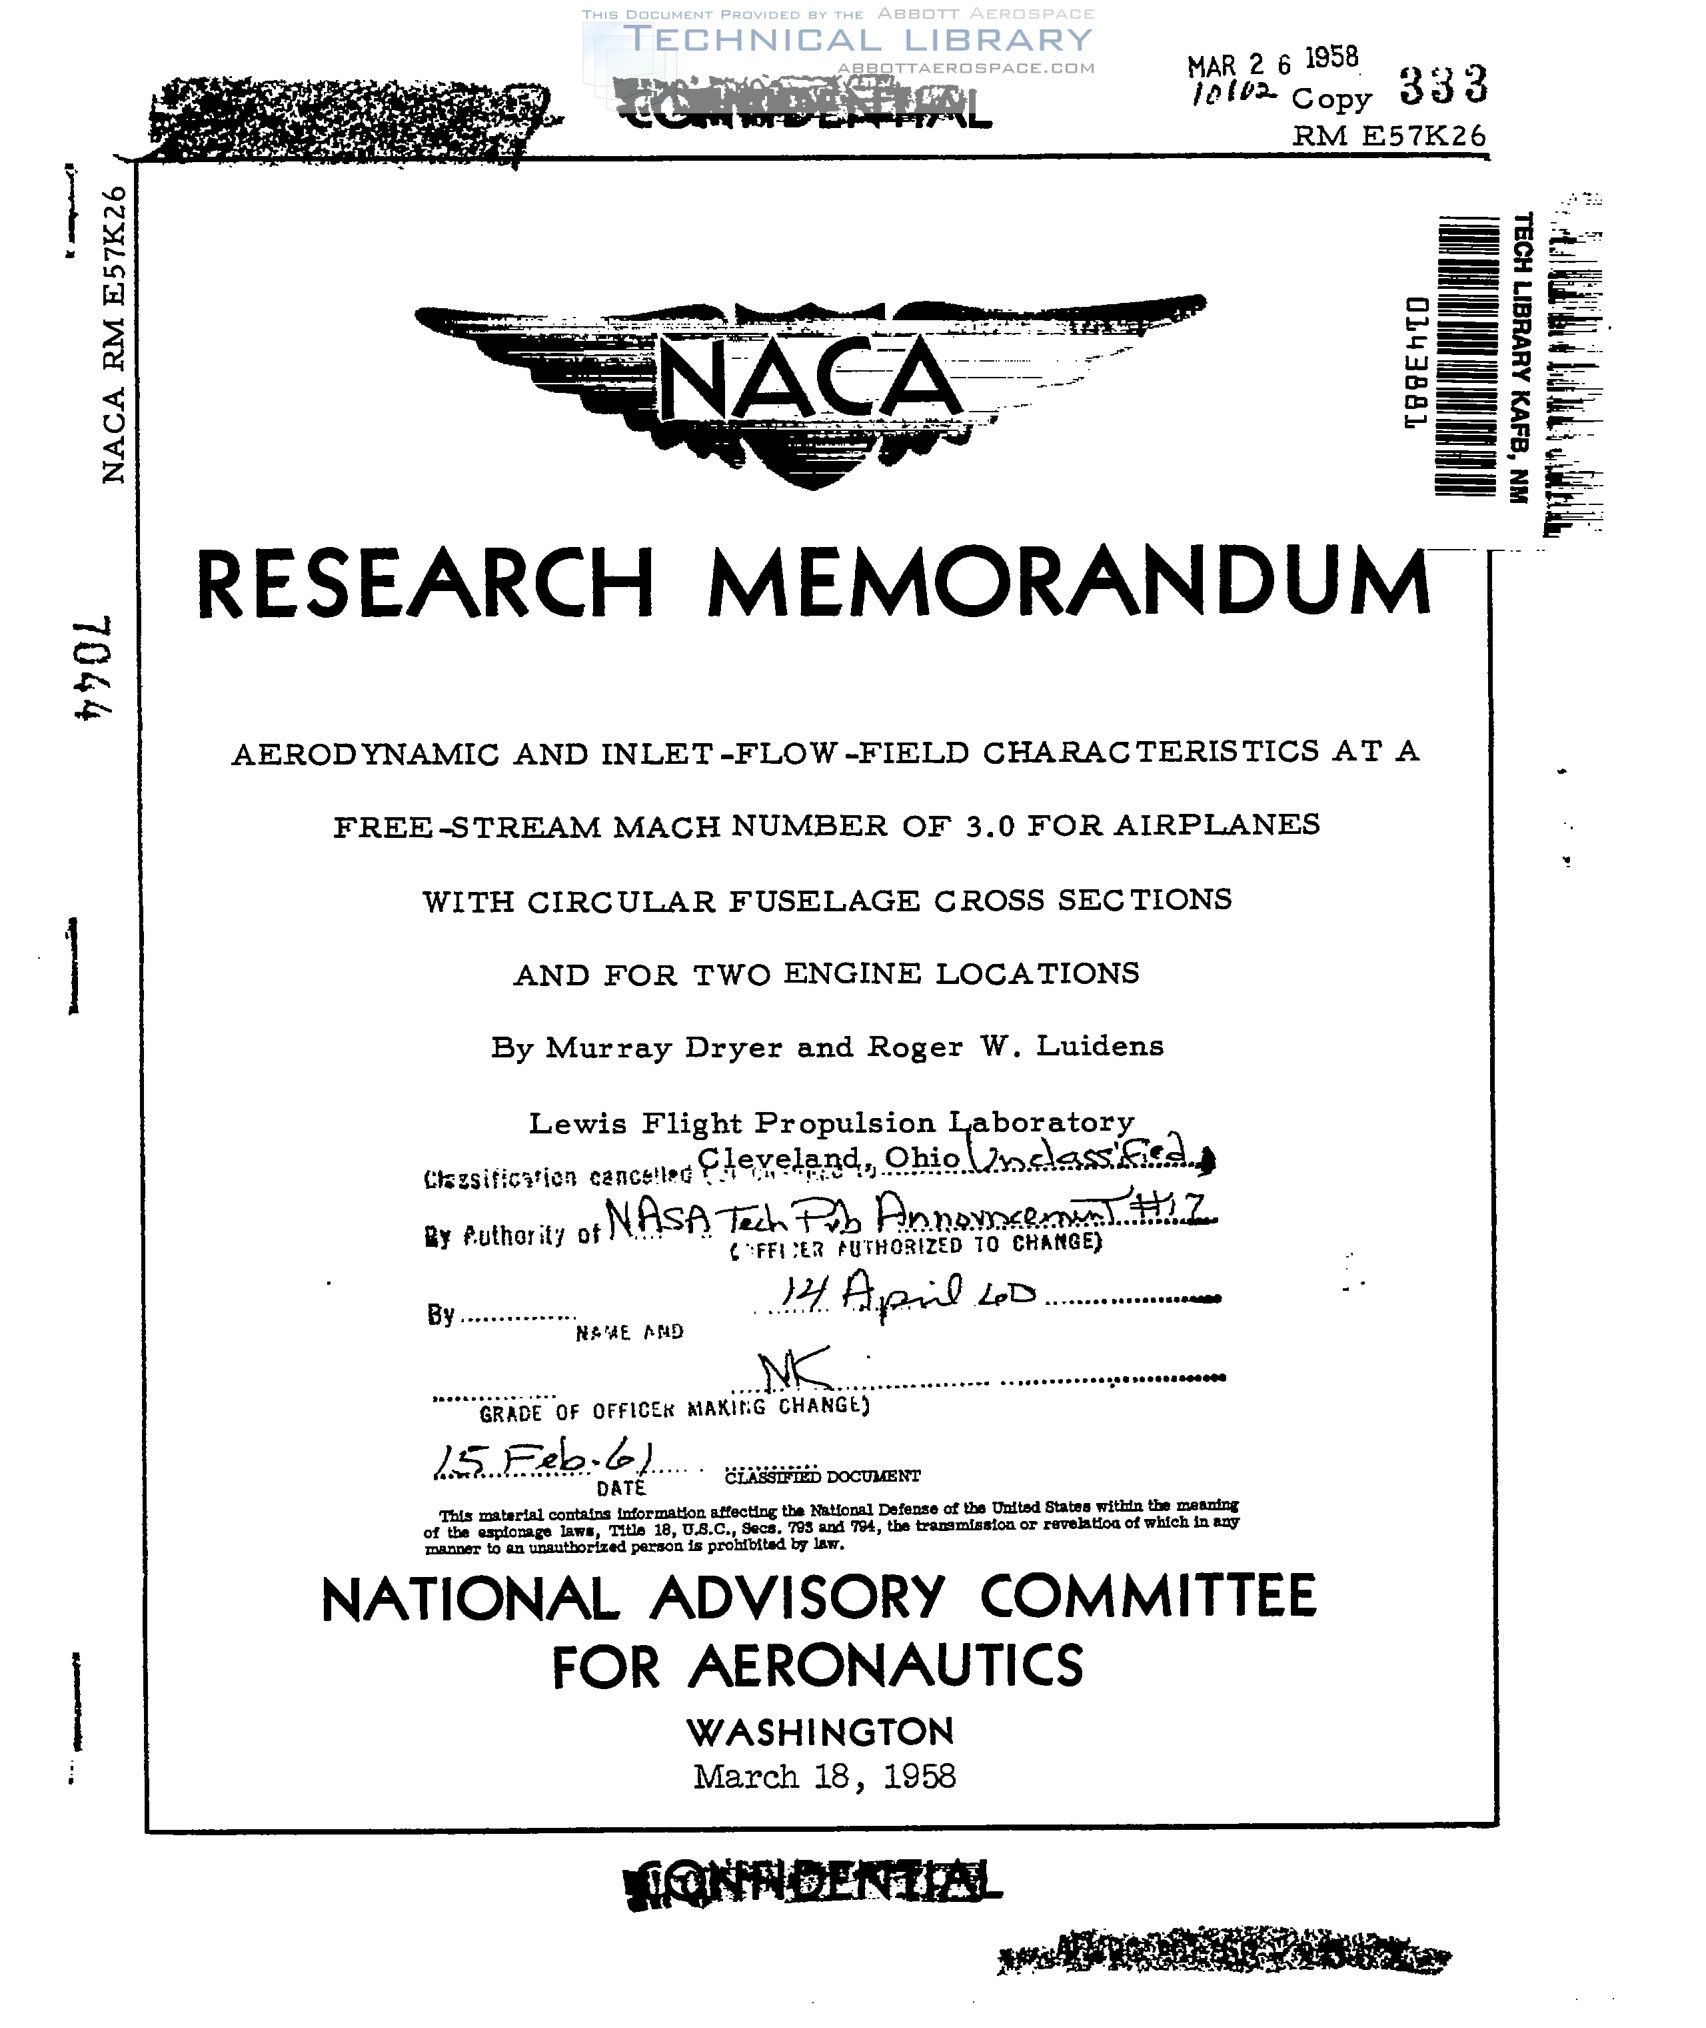 THIS DOCUMENT PROVIDED BY THE ABBOTT AEROSPACE
TECHNICAL LIBRARY
ABBOTTAEROSPACE.COM
CONFIDENTIAL
MAR 26 1958
10102
Copy 333
RM E57K26
NACA RM E57K26
7044
TECH LIBRARY KAFB, NM
0143881
NACA
RESEARCH MEMORANDUM
AERODYNAMIC AND INLET-FLOW-FIELD CHARACTERISTICS AT A
FREE-STREAM MACH NUMBER OF 3.0 FOR AIRPLANES
WITH CIRCULAR FUSELAGE CROSS SECTIONS
AND FOR TWO ENGINE LOCATIONS
By Murray Dryer and Roger W. Luidens
Lewis Flight Propulsion Laboratory
Cleveland, Ohio
Classification cancelled Unclassified
By Authority of NASA Tech Pub Announcement #17
(OFFICER AUTHORIZED TO CHANGE)
By 14 April 60
NAME AND
NK
GRADE OF OFFICER MAKING CHANGE)
15 Feb. 61
DATE
CLASSIFIED DOCUMENT
This material contains information affecting the National Defense of the United States within the meaning
of the espionage laws, Title 18, U.S.C., Secs. 793 and 794, the transmission or revelation of which in any
manner to an unauthorized person is prohibited by law.
NATIONAL ADVISORY COMMITTEE
FOR AERONAUTICS
WASHINGTON
March 18, 1958
CONFIDENTIAL